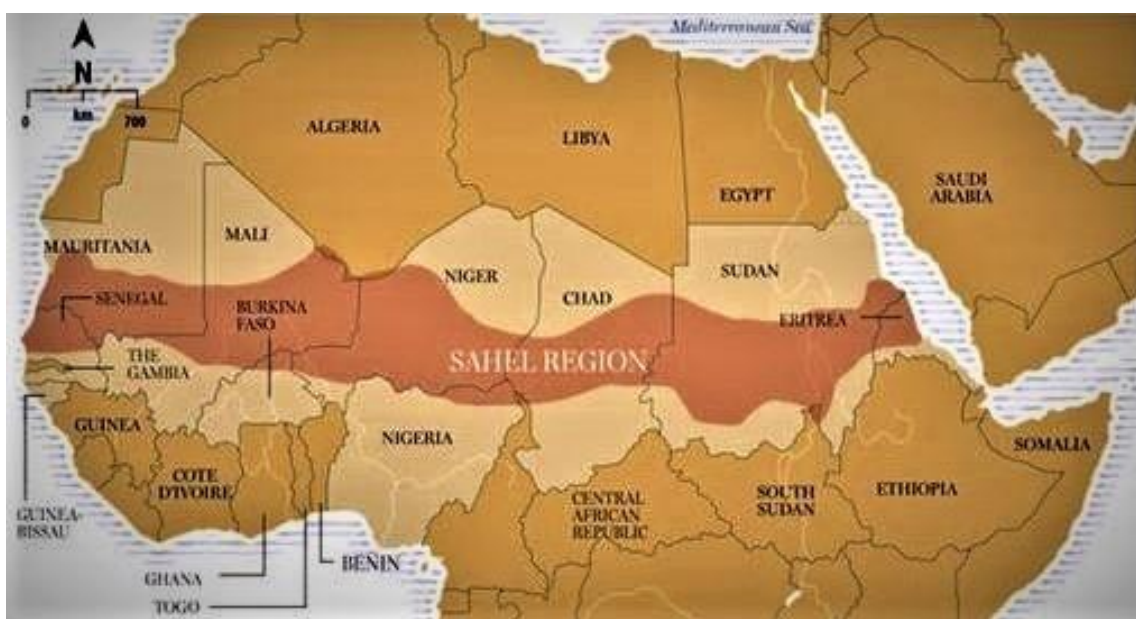 Mediterranean Sea
N
0 km 700
ALGERIA
LIBYA
EGYPT
SAUDI
ARABIA
MAURITANIA
MALI
NIGER
CHAD
SUDAN
SENEGAL
BURKINA
FASO
ERITREA
THE
GAMBIA
SAHEL REGION
GUINEA
NIGERIA
COTE
D'IVOIRE
CENTRAL
AFRICAN
REPUBLIC
SOUTH
SUDAN
ETHIOPIA
SOMALIA
GUINEA-
BISSAU
GHANA
BENIN
TOGO